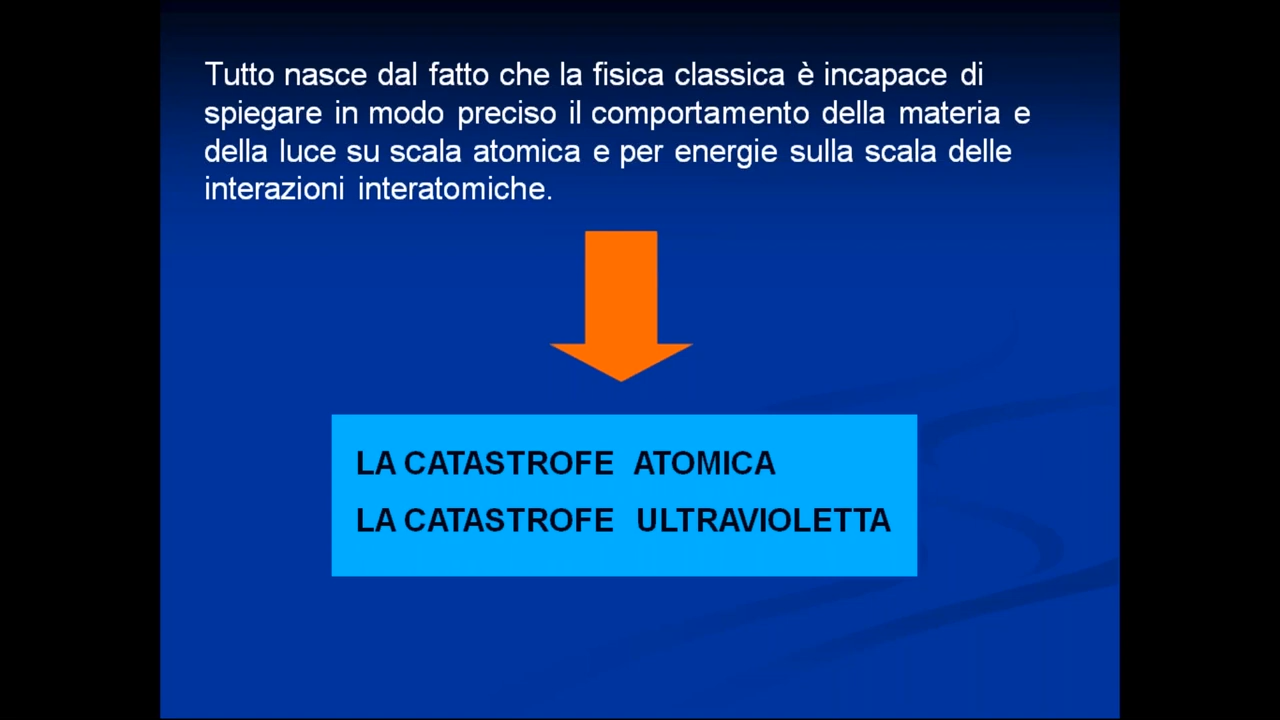 Tutto nasce dal fatto che la fisica classica è incapace di
spiegare in modo preciso il comportamento della materia e
della luce su scala atomica e per energie sulla scala delle
interazioni interatomiche.
LA CATASTROFE ATOMICA
LA CATASTROFE ULTRAVIOLETTA